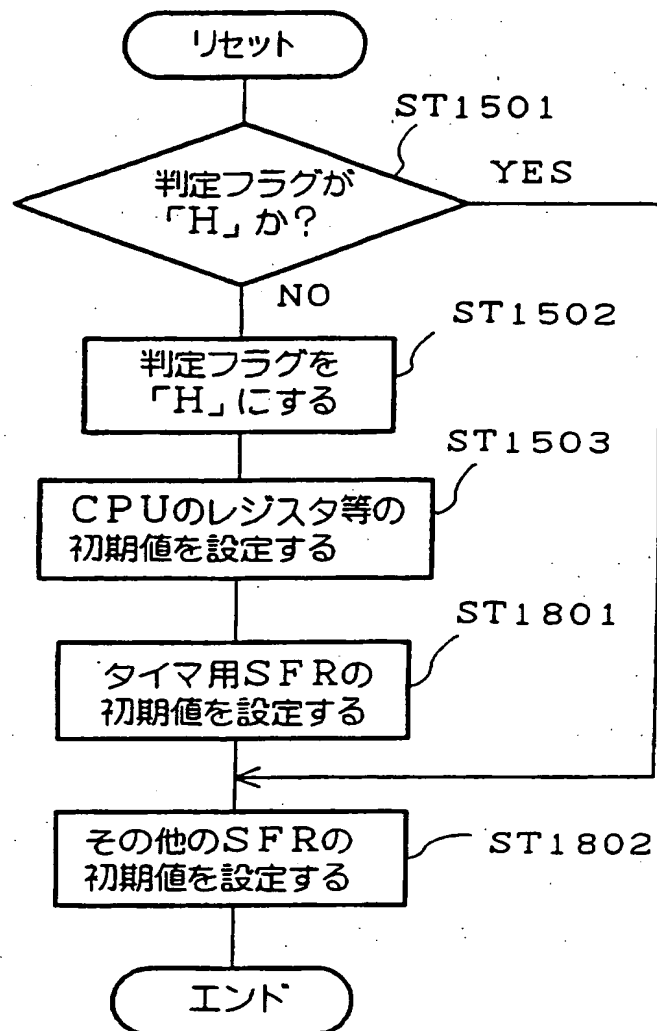 リセット
ST1501
判定フラグが
「H」か?
YES
NO
ST1502
判定フラグを
「H」にする
ST1503
CPUのレジスタ等の
初期値を設定する
ST1801
タイマ用SFRの
初期値を設定する
その他のSFRの
初期値を設定する
ST1802
エンド